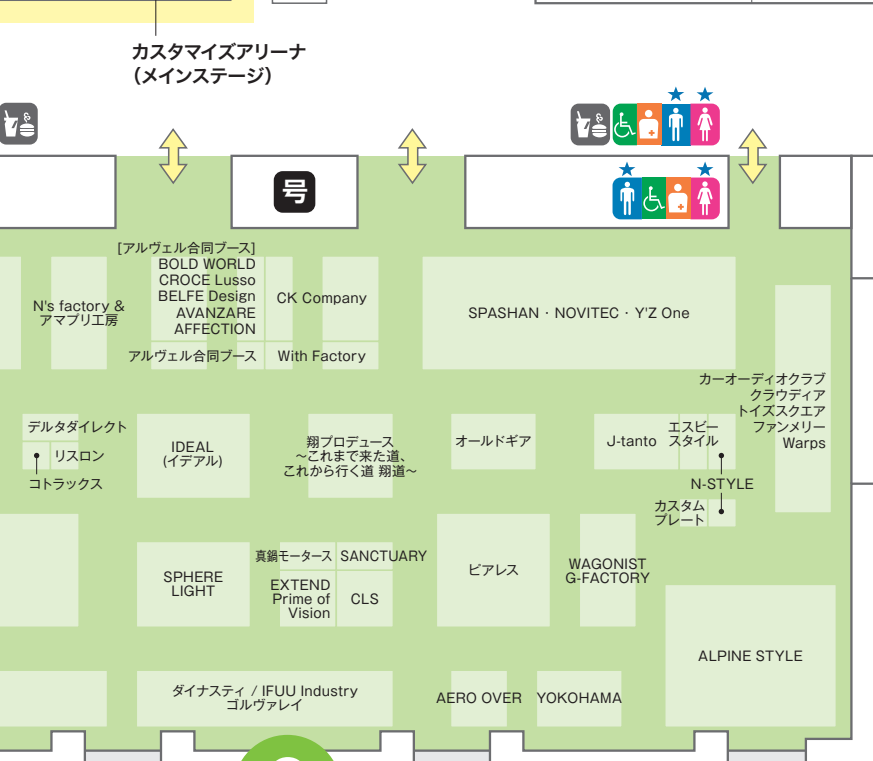 カスタマイズアリーナ
（メインステージ）
号
[アルヴェル合同ブース]
BOLD WORLD
CROCE Lusso
BELFE Design
AVANZARE
AFFECTION
アルヴェル合同ブース
N's factory &
アマブリ工房
CK Company
With Factory
SPASHAN・NOVITEC・Y'Z One
カーオーディオクラブ
クラウディア
トイズスクエア
ファンメリー
Warps
デルタダイレクト
リスロン
コトラックス
IDEAL
(イデアル)
翔プロデュース
～これまで来た道、
これから行く道 翔道～
オールドギア
J-tanto
エスビー
スタイル
N-STYLE
カスタム
プレート
SPHERE
LIGHT
真鍋モータース
SANCTUARY
EXTEND
Prime of
Vision
CLS
ピアレス
WAGONIST
G-FACTORY
ALPINE STYLE
ダイナスティ / IFUU Industry
ゴルヴァレイ
AERO OVER
YOKOHAMA